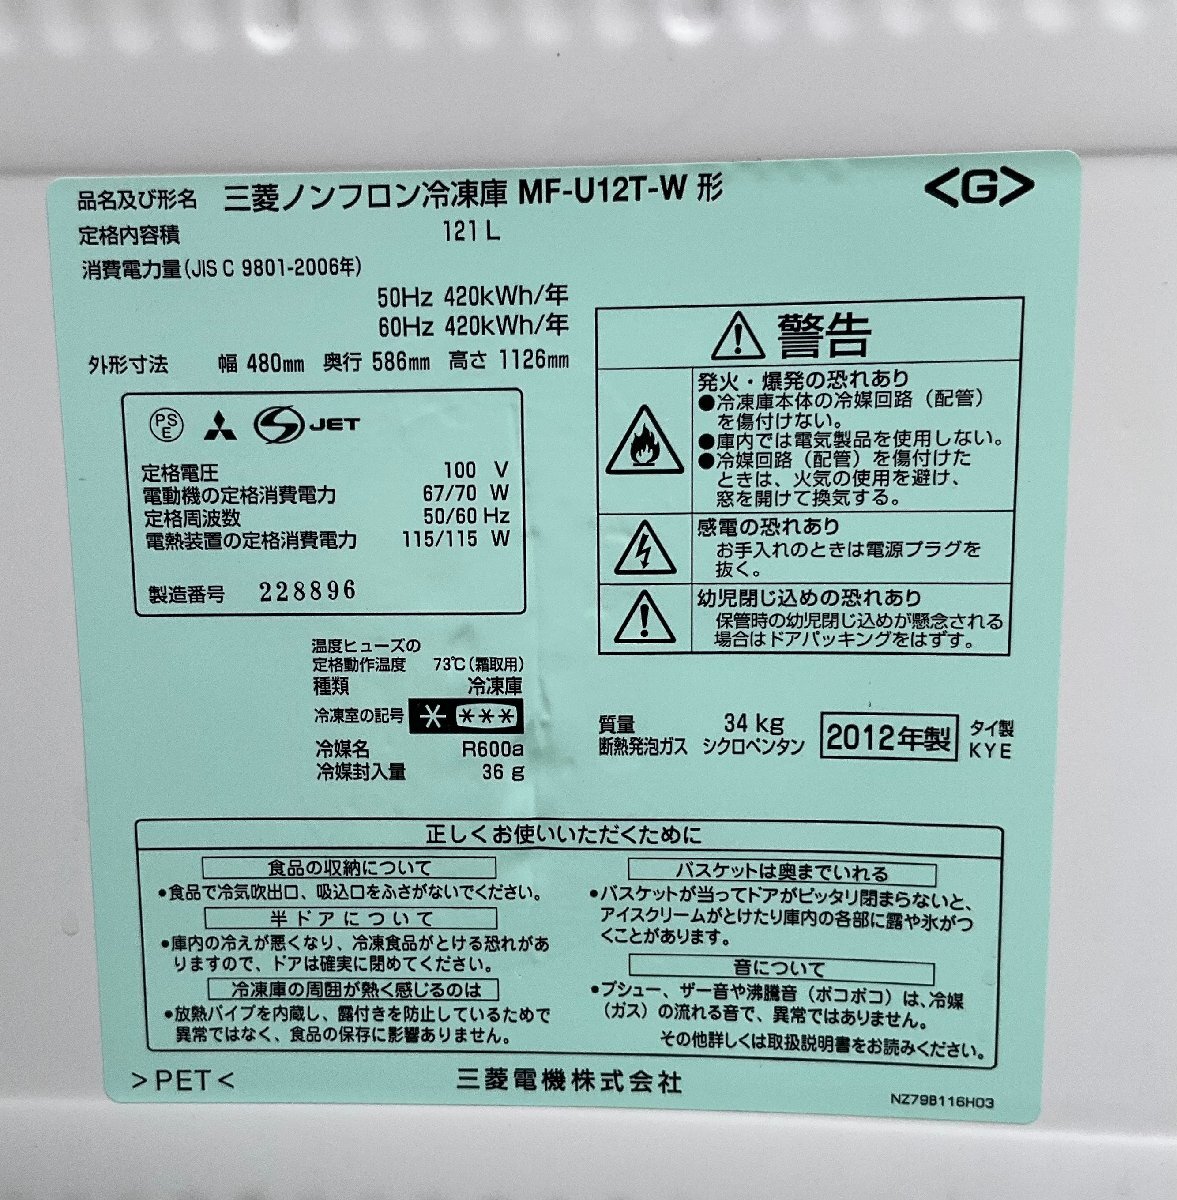 品名及び形名 三菱ノンフロン冷凍庫 MF-U12T-W 形
<G>
定格内容積 121 L
消費電力量(JIS C 9801-2006年)
50Hz 420kWh/年
60Hz 420kWh/年
外形寸法 幅 480mm 奥行 586mm 高さ 1126mm
PS
E
JET
定格電圧 100 V
電動機の定格消費電力 67/70 W
定格周波数 50/60 Hz
電熱装置の定格消費電力 115/115 W
製造番号 228896
温度ヒューズの
定格動作温度 73℃(霜取用)
種類 冷凍庫
冷凍室の記号 * ***
冷媒名 R600a
冷媒封入量 36 g
警告
発火・爆発の恐れあり
●冷凍庫本体の冷媒回路(配管)
を傷付けない。
●庫内では電気製品を使用しない。
●冷媒回路(配管)を傷付けた
ときは、火気の使用を避け、
窓を開けて換気する。
感電の恐れあり
お手入れのときは電源プラグを
抜く。
幼児閉じ込めの恐れあり
保管時の幼児閉じ込めが懸念される
場合はドアパッキングをはずす。
質量 34 kg
断熱発泡ガス シクロペンタン
2012年製
タイ製
KYE
正しくお使いいただくために
食品の収納について
•食品で冷気吹出口、吸込口をふさがないでください。
半ドアについて
•庫内の冷えが悪くなり、冷凍食品がとける恐れがあ
りますので、ドアは確実に閉めてください。
冷凍庫の周囲が熱く感じるのは
•放熱パイプを内蔵し、露付きを防止しているためで
異常ではなく、食品の保存に影響ありません。
バスケットは奥までいれる
•バスケットが当ってドアがピッタリ閉まらないと、
アイスクリームがとけたり庫内の各部に露や氷がつ
くことがあります。
音について
•プシュー、ザー音や沸騰音(ポコポコ)は、冷媒
(ガス)の流れる音で、異常ではありません。
その他詳しくは取扱説明書をお読みください。
>PET<
三菱電機株式会社
NZ79B116H03